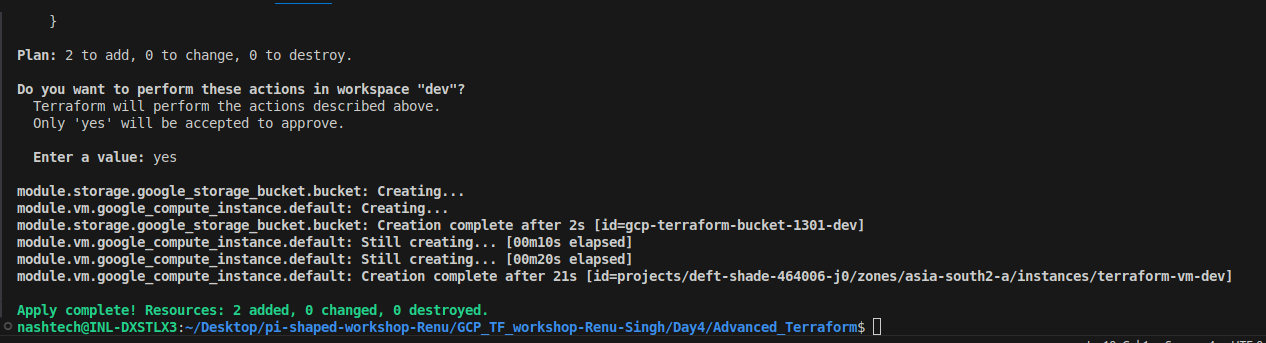 }
Plan: 2 to add, 0 to change, 0 to destroy.
Do you want to perform these actions in workspace "dev"?
Terraform will perform the actions described above.
Only 'yes' will be accepted to approve.
Enter a value: yes
module.storage.google_storage_bucket.bucket: Creating...
module.vm.google_compute_instance.default: Creating...
module.storage.google_storage_bucket.bucket: Creation complete after 2s [id=gcp-terraform-bucket-1301-dev]
module.vm.google_compute_instance.default: Still creating... [00m10s elapsed]
module.vm.google_compute_instance.default: Still creating... [00m20s elapsed]
module.vm.google_compute_instance.default: Creation complete after 21s [id=projects/deft-shade-464006-j0/zones/asia-south2-a/instances/terraform-vm-dev]
Apply complete! Resources: 2 added, 0 changed, 0 destroyed.
nashtech@INL-DXSTLX3:~/Desktop/pi-shaped-workshop-Renu/GCP_TF_workshop-Renu-Singh/Day4/Advanced_Terraform$